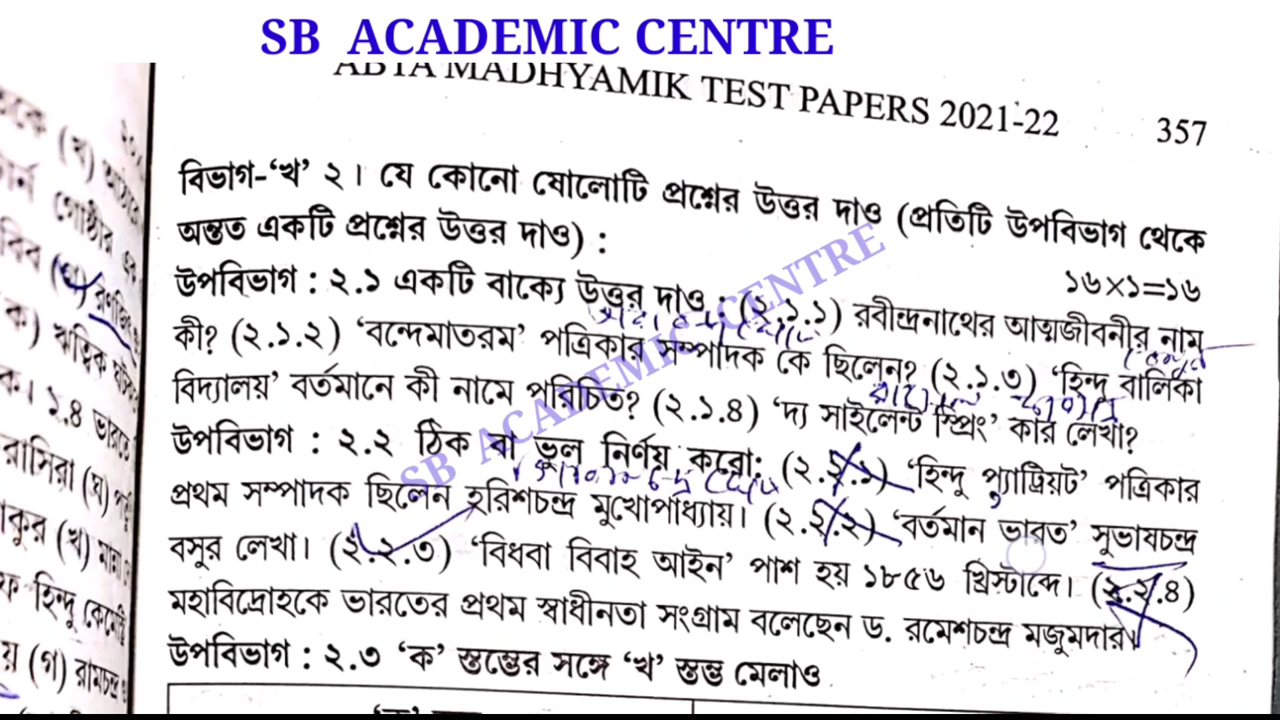 SB ACADEMIC CENTRE
ABTA MADHYAMIK TEST PAPERS 2021-22 357
বিভাগ-‘খ’ ২। যে কোনো ষোলোটি প্রশ্নের উত্তর দাও (প্রতিটি উপবিভাগ থেকে
অন্তত একটি প্রশ্নের উত্তর দাও) :
১৬×১=১৬
উপবিভাগ : ২.১ একটি বাক্যে উত্তর দাও : (২.১.১) রবীন্দ্রনাথের আত্মজীবনীর নাম
কী? (২.১.২) ‘বন্দেমাতরম’ পত্রিকার সম্পাদক কে ছিলেন? (২.১.৩) ‘হিন্দু বালিকা
বিদ্যালয়’ বর্তমানে কী নামে পরিচিত? (২.১.৪) ‘দ্য সাইলেন্ট স্প্রিং’ কার লেখা?
উপবিভাগ : ২.২ ঠিক বা ভুল নির্ণয় করো: (২.২.১) ‘হিন্দু প্যাট্রিয়ট’ পত্রিকার
প্রথম সম্পাদক ছিলেন হরিশচন্দ্র মুখোপাধ্যায়। (২.২.২) ‘বর্তমান ভারত’ সুভাষচন্দ্র
বসুর লেখা। (২.২.৩) ‘বিধবা বিবাহ আইন’ পাশ হয় ১৮৫৬ খ্রিস্টাব্দে। (২.২.৪)
মহাবিদ্রোহকে ভারতের প্রথম স্বাধীনতা সংগ্রাম বলেছেন ড. রমেশচন্দ্র মজুমদার।
উপবিভাগ : ২.৩ ‘ক’ স্তম্ভের সঙ্গে ‘খ’ স্তম্ভ মেলাও
SB ACADEMIC CENTRE